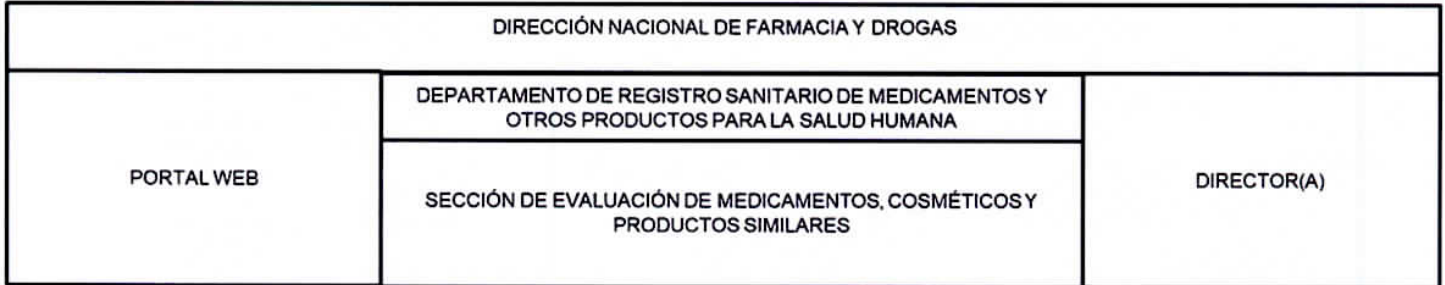 DIRECCIÓN NACIONAL DE FARMACIA Y DROGAS
PORTAL WEB
DEPARTAMENTO DE REGISTRO SANITARIO DE MEDICAMENTOS Y
OTROS PRODUCTOS PARA LA SALUD HUMANA
SECCIÓN DE EVALUACIÓN DE MEDICAMENTOS, COSMÉTICOS Y
PRODUCTOS SIMILARES
DIRECTOR(A)